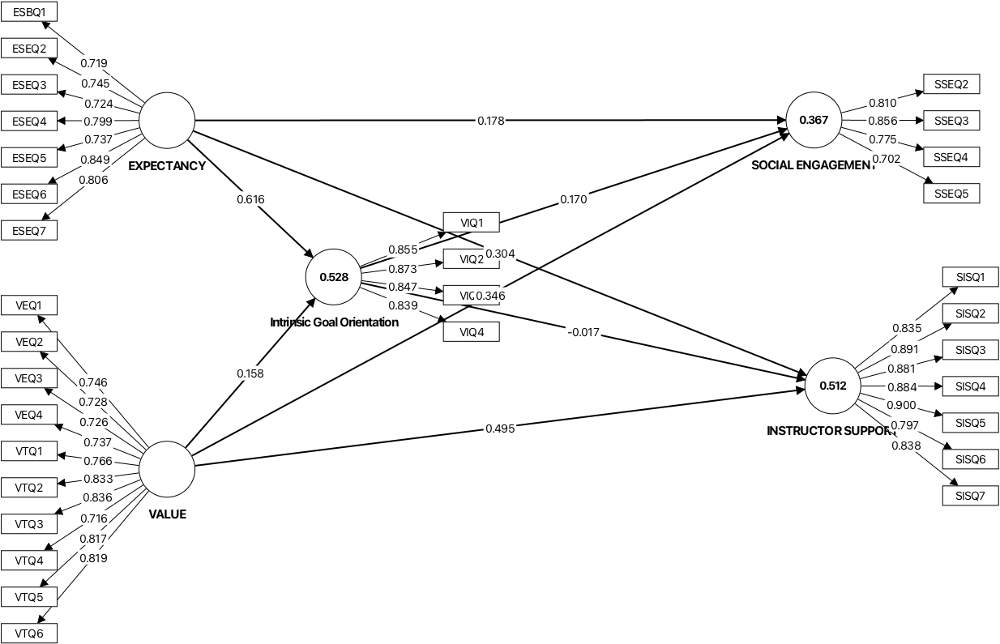 ESBQ1
ESEQ2
ESEQ3
ESEQ4
ESEQ5
ESEQ6
ESEQ7
0.719
0.745
0.724
0.799
0.737
0.849
0.806
EXPECTANCY
0.178
0.616
0.304
0.367
SOCIAL ENGAGEMENT
0.810
0.856
0.775
0.702
SSEQ2
SSEQ3
SSEQ4
SSEQ5
0.170
0.528
Intrinsic Goal Orientation
0.855
0.873
0.847
0.839
VIQ1
VIQ2
VIQ4
0.346
-0.017
VEQ1
VEQ2
VEQ3
VEQ4
VTQ1
VTQ2
VTQ3
VTQ4
VTQ5
VTQ6
0.746
0.728
0.726
0.737
0.766
0.833
0.836
0.716
0.817
0.819
VALUE
0.158
0.495
0.512
INSTRUCTOR SUPPORT
0.835
0.891
0.881
0.884
0.900
0.797
0.838
SISQ1
SISQ2
SISQ3
SISQ4
SISQ5
SISQ6
SISQ7